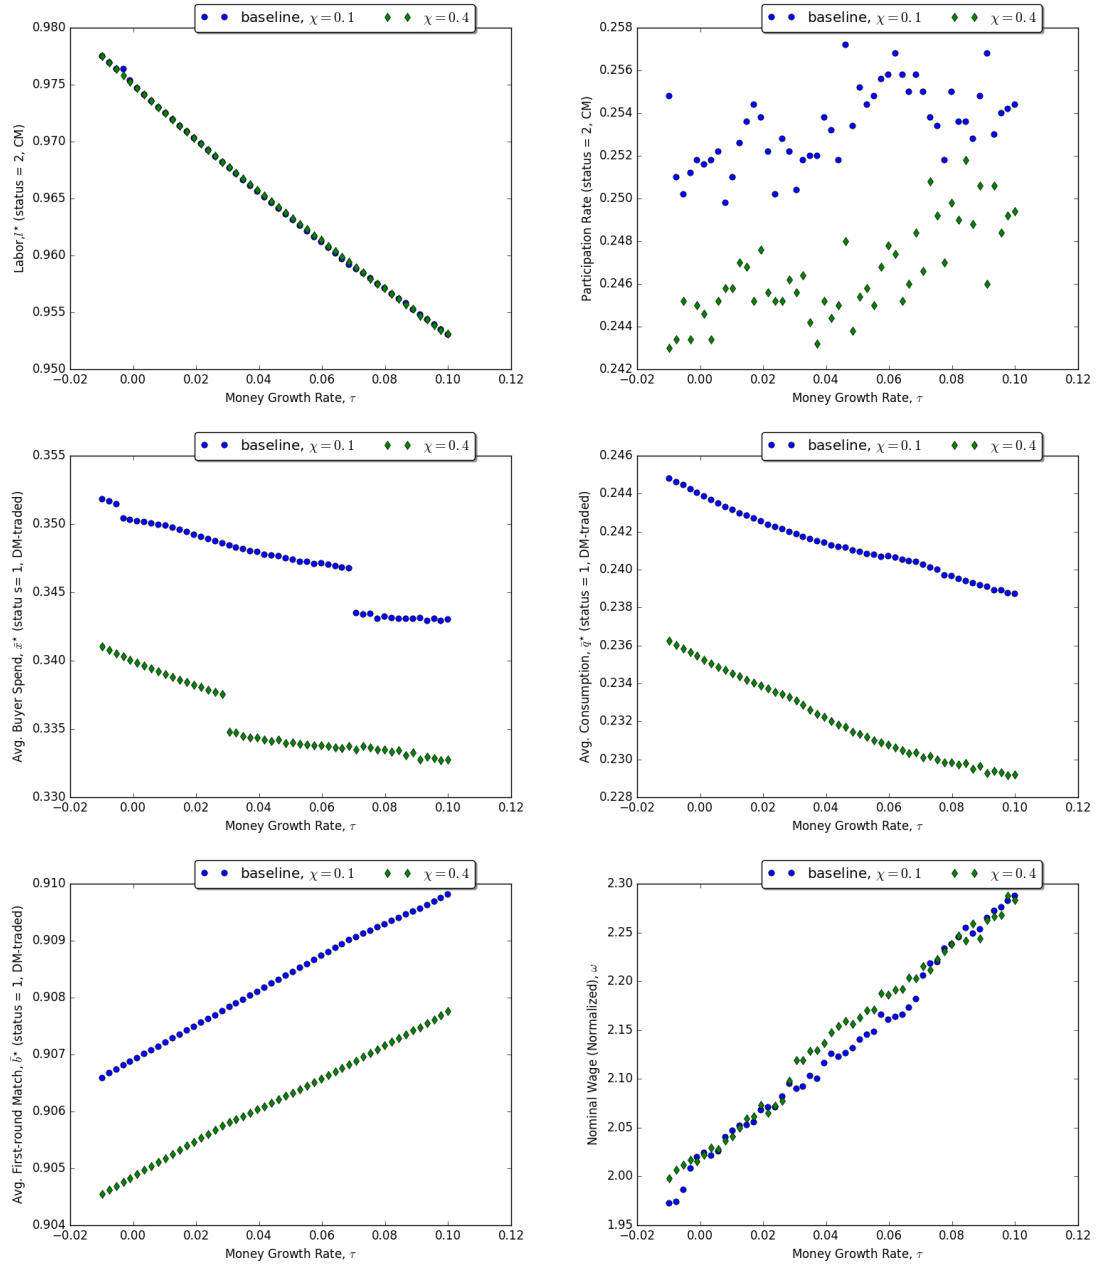 baseline, χ = 0.1 χ = 0.4
0.980
0.975
0.970
0.965
0.960
0.955
0.950
Labor,l* (status = 2, CM)
−0.02 0.00 0.02 0.04 0.06 0.08 0.10 0.12
Money Growth Rate, τ
baseline, χ = 0.1 χ = 0.4
0.258
0.256
0.254
0.252
0.250
0.248
0.246
0.244
0.242
Participation Rate (status = 2, CM)
−0.02 0.00 0.02 0.04 0.06 0.08 0.10 0.12
Money Growth Rate, τ
baseline, χ = 0.1 χ = 0.4
0.355
0.350
0.345
0.340
0.335
0.330
Avg. Buyer Spend, x̄* (statu s= 1, DM-traded)
−0.02 0.00 0.02 0.04 0.06 0.08 0.10 0.12
Money Growth Rate, τ
baseline, χ = 0.1 χ = 0.4
0.246
0.244
0.242
0.240
0.238
0.236
0.234
0.232
0.230
0.228
Avg. Consumption, q̄* (status = 1, DM-traded)
−0.02 0.00 0.02 0.04 0.06 0.08 0.10 0.12
Money Growth Rate, τ
baseline, χ = 0.1 χ = 0.4
0.910
0.909
0.908
0.907
0.906
0.905
0.904
Avg. First-round Match, b̄* (status = 1, DM-traded)
−0.02 0.00 0.02 0.04 0.06 0.08 0.10 0.12
Money Growth Rate, τ
baseline, χ = 0.1 χ = 0.4
2.30
2.25
2.20
2.15
2.10
2.05
2.00
1.95
Nominal Wage (Normalized), ω
−0.02 0.00 0.02 0.04 0.06 0.08 0.10 0.12
Money Growth Rate, τ